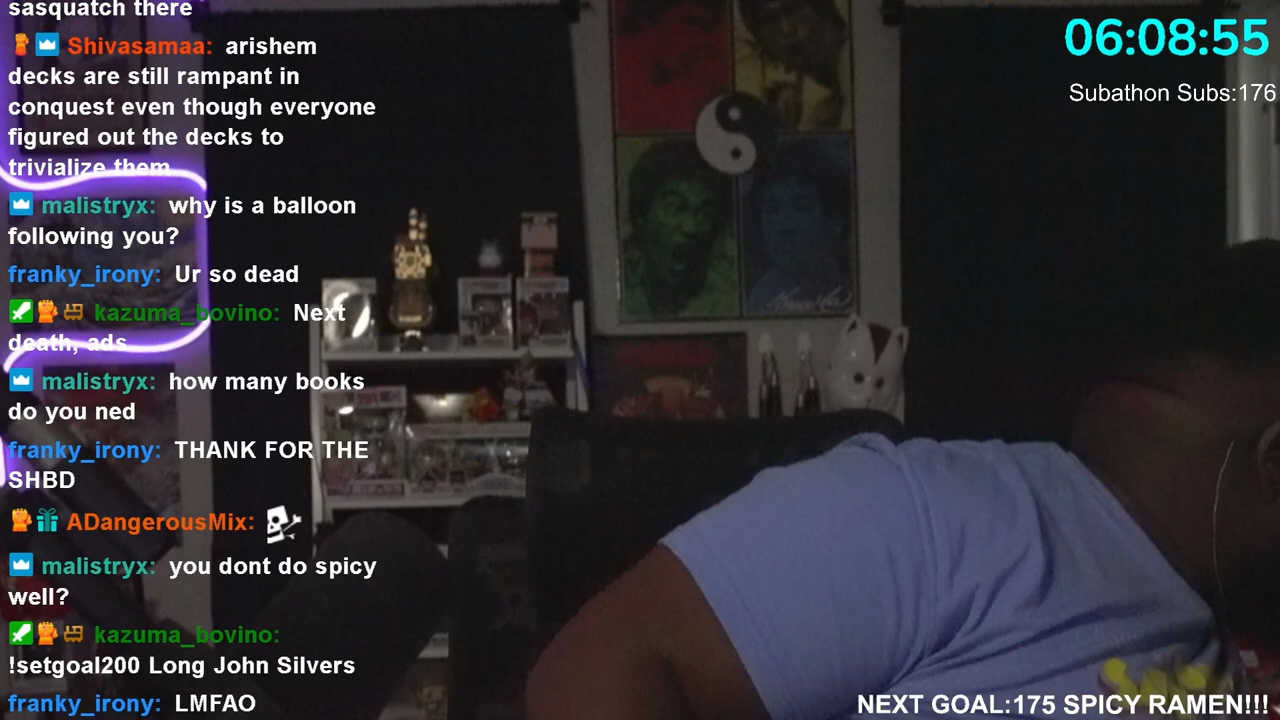 sasquatch there
Shivasamaa: arishem
decks are still rampant in
conquest even though everyone
figured out the decks to
trivialize them
malistryx: why is a balloon
following you?
franky_irony: Ur so dead
kazuma_bovino: Next
death, ads
malistryx: how many books
do you ned
franky_irony: THANK FOR THE
SHBD
ADangerousMix:
malistryx: you dont do spicy
well?
kazuma_bovino:
!setgoal200 Long John Silvers
franky_irony: LMFAO
06:08:55
Subathon Subs:176
NEXT GOAL:175 SPICY RAMEN!!!